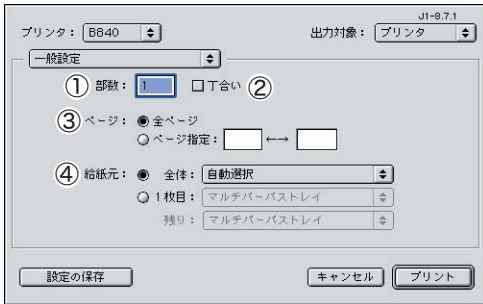 J1-8.7.1
プリンタ： B840 出力対象： プリンタ
一般設定
① 部数： 1 丁合い ②
③ ページ： 全ページ
ページ指定： ←→
④ 給紙元： 全体： 自動選択
1枚目： マルチパーパストレイ
残り： マルチパーパストレイ
設定の保存 キャンセル プリント